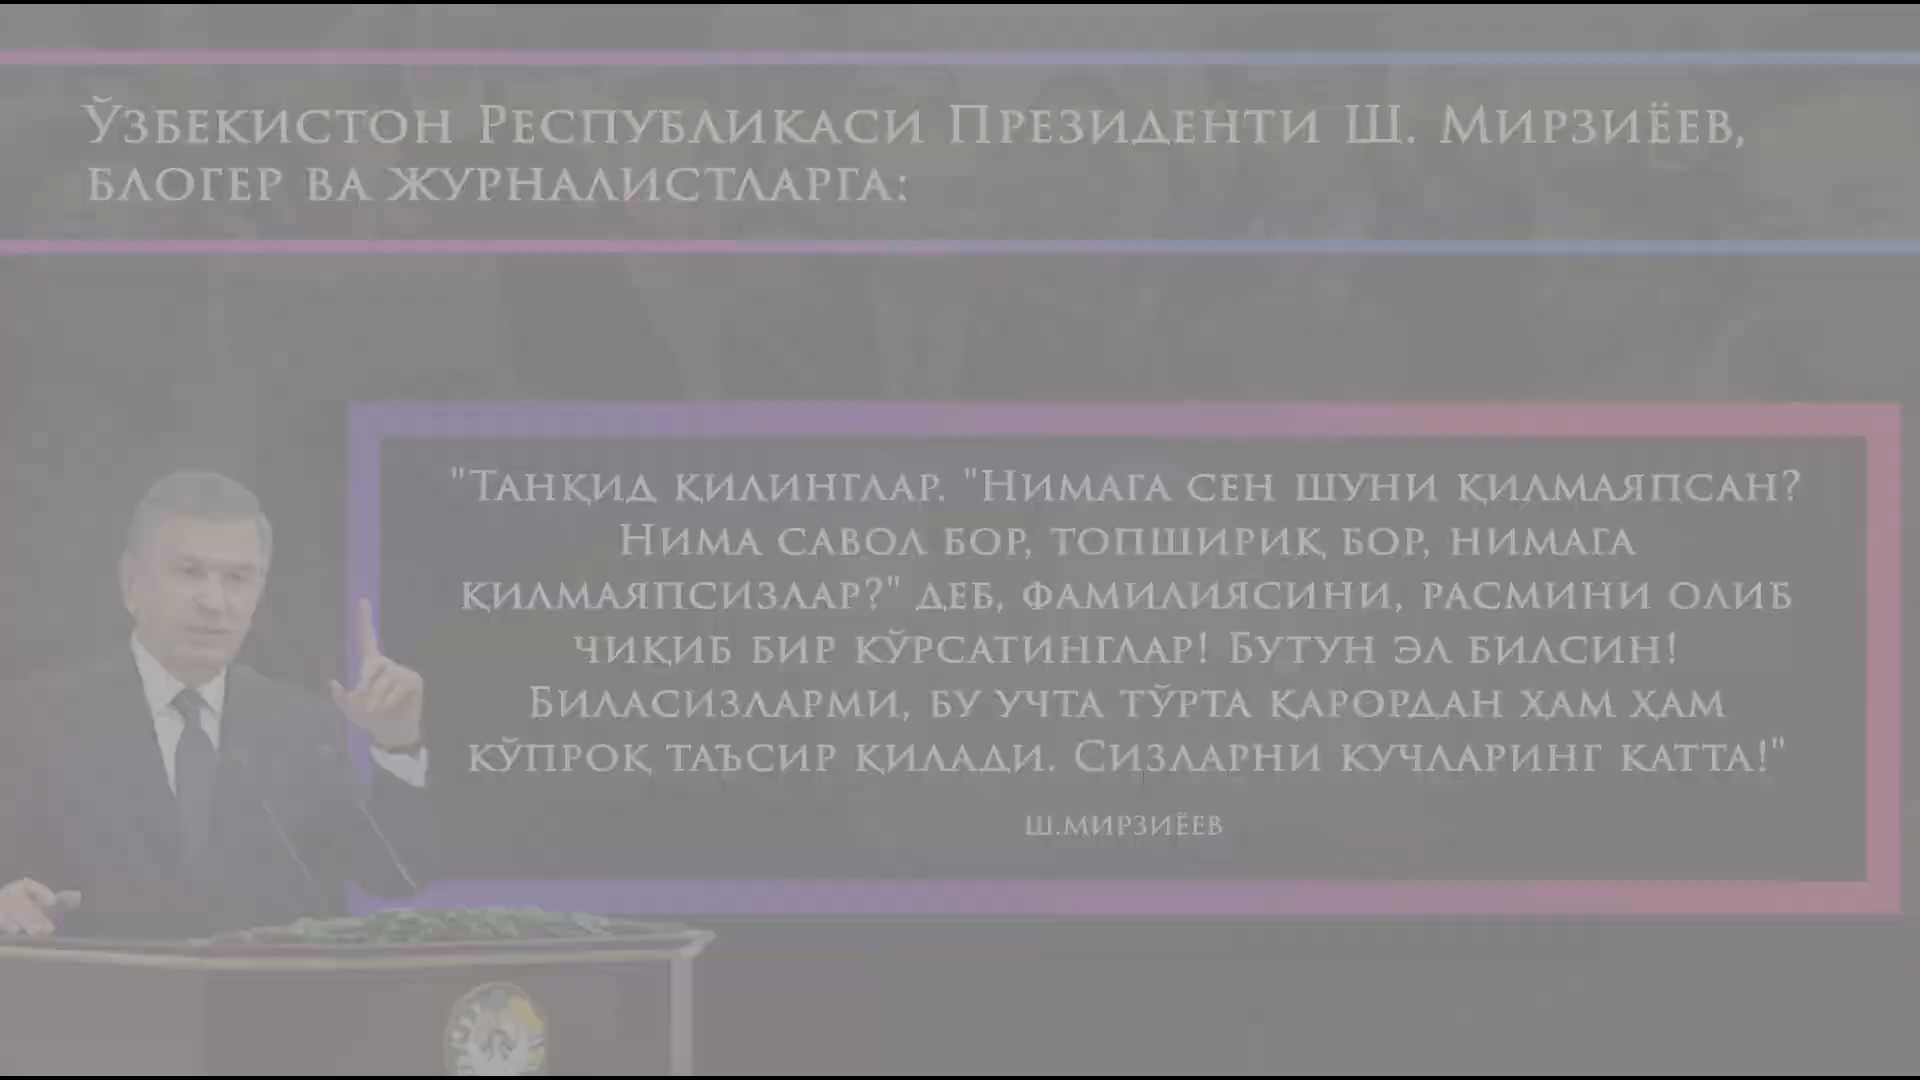 Ўзбекистон Республикаси Президенти Ш. Мирзиёев,
блогер ва журналистларга:
"Танқид қилинглар. "Нимага сен шуни қилмаяпсан?
Нима савол бор, топшириқ бор, нимага
қилмаяпсизлар?" деб, фамилиясини, расмини олиб
чиқиб бир кўрсатинглар! Бутун эл билсин!
Биласизларми, бу учта тўрта қарордан ҳам ҳам
кўпроқ таъсир қилади. Сизларни кучларинг катта!"
Ш.Мирзиёев